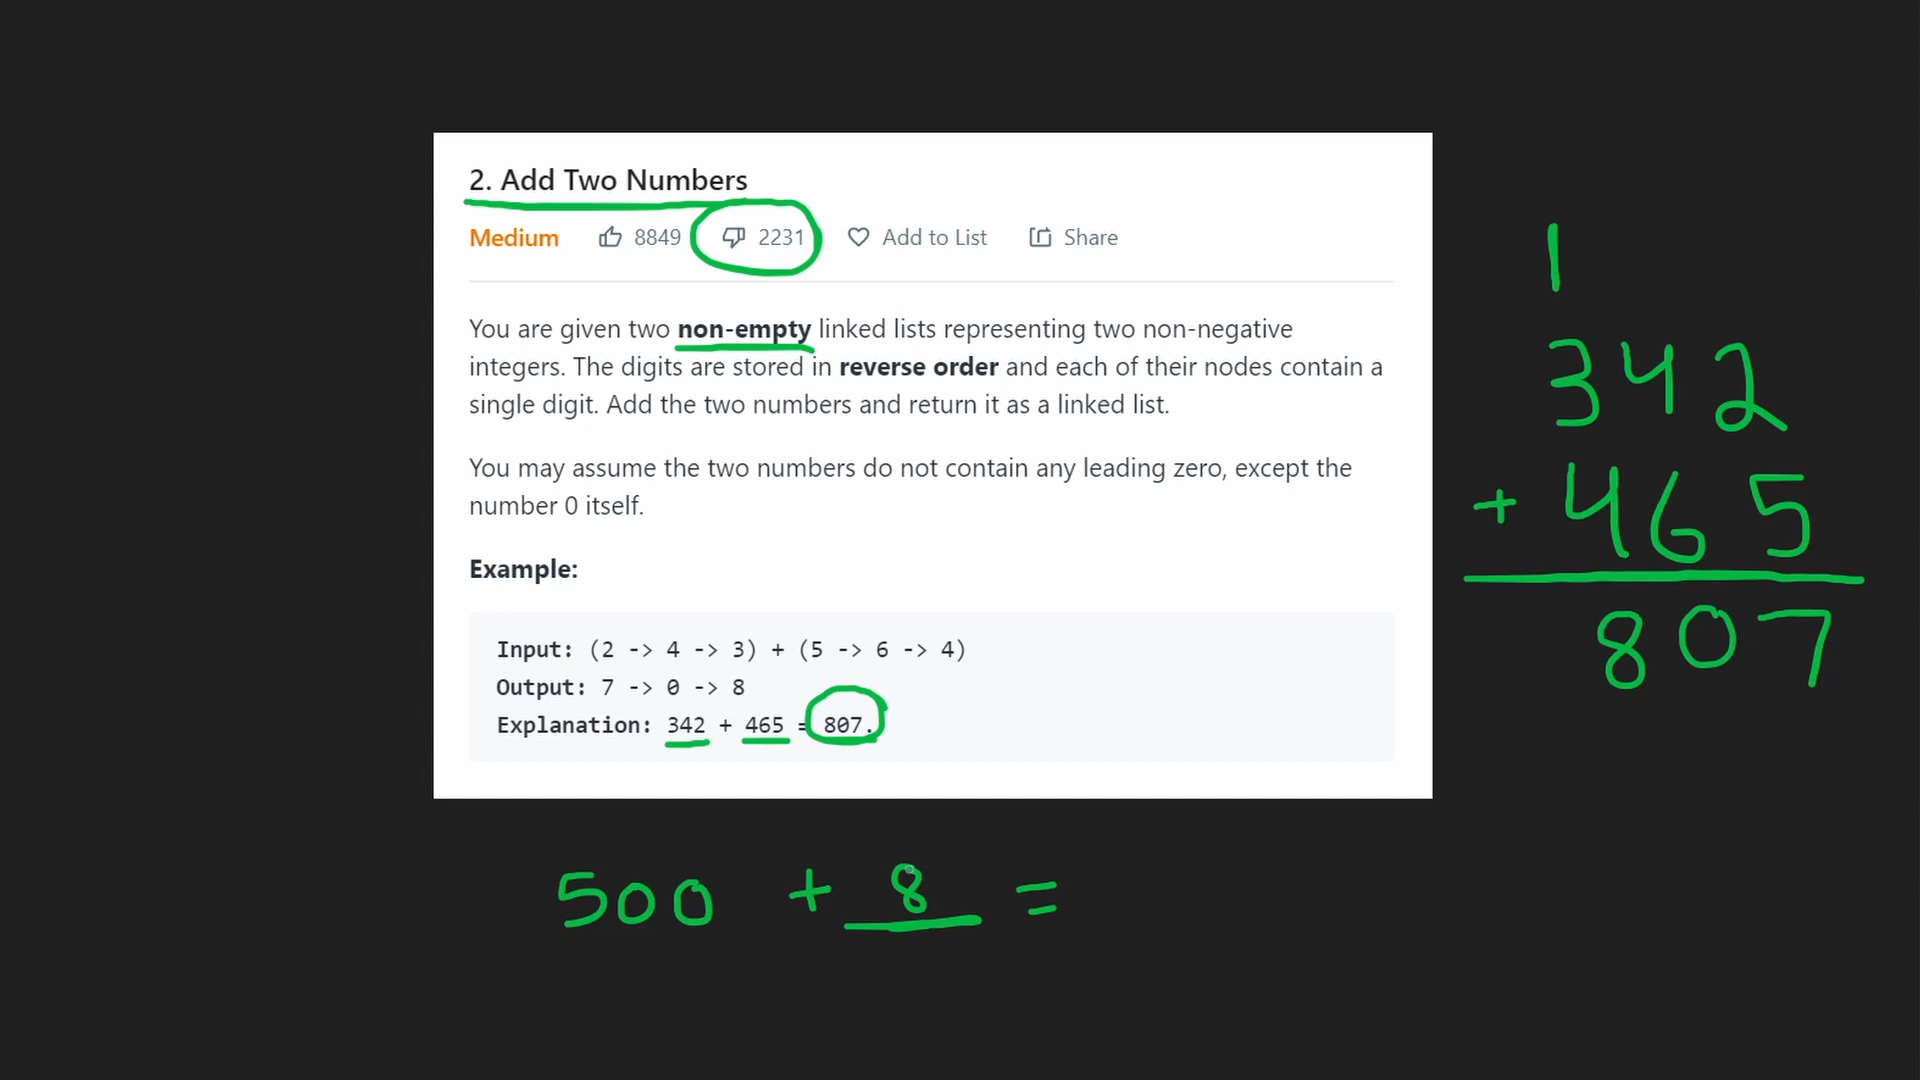 2. Add Two Numbers
Medium 8849 2231 Add to List Share
You are given two non-empty linked lists representing two non-negative
integers. The digits are stored in reverse order and each of their nodes contain a
single digit. Add the two numbers and return it as a linked list.
You may assume the two numbers do not contain any leading zero, except the
number 0 itself.
Example:
Input: (2 -> 4 -> 3) + (5 -> 6 -> 4)
Output: 7 -> 0 -> 8
Explanation: 342 + 465 = 807.
1
342
+ 465
807
500 + 8 =